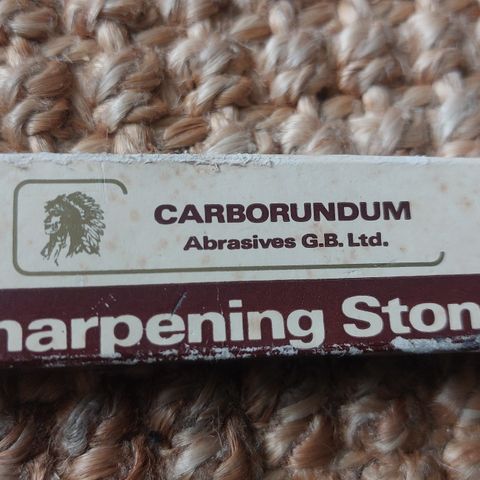 CARBORUNDUM
Abrasives G.B. Ltd.
harpening Ston